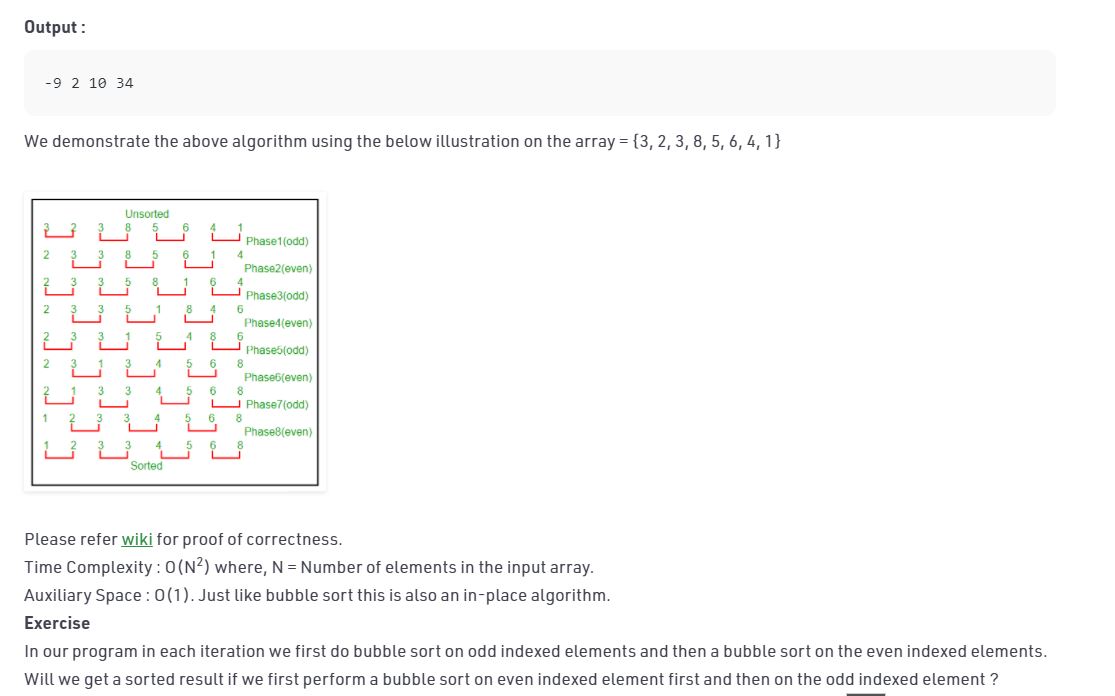 Output :
-9 2 10 34
We demonstrate the above algorithm using the below illustration on the array = {3, 2, 3, 8, 5, 6, 4, 1}
Unsorted
3 2 3 8 5 6 4 1
Phase1(odd)
2 3 3 8 5 6 1 4
Phase2(even)
2 3 3 5 8 1 6 4
Phase3(odd)
2 3 3 5 1 8 4 6
Phase4(even)
2 3 3 1 5 4 8 6
Phase5(odd)
2 3 1 3 4 5 6 8
Phase6(even)
2 1 3 3 4 5 6 8
Phase7(odd)
1 2 3 3 4 5 6 8
Phase8(even)
1 2 3 3 4 5 6 8
Sorted
Please refer wiki for proof of correctness.
Time Complexity : O(N²) where, N = Number of elements in the input array.
Auxiliary Space : O(1). Just like bubble sort this is also an in-place algorithm.
Exercise
In our program in each iteration we first do bubble sort on odd indexed elements and then a bubble sort on the even indexed elements.
Will we get a sorted result if we first perform a bubble sort on even indexed element first and then on the odd indexed element ?